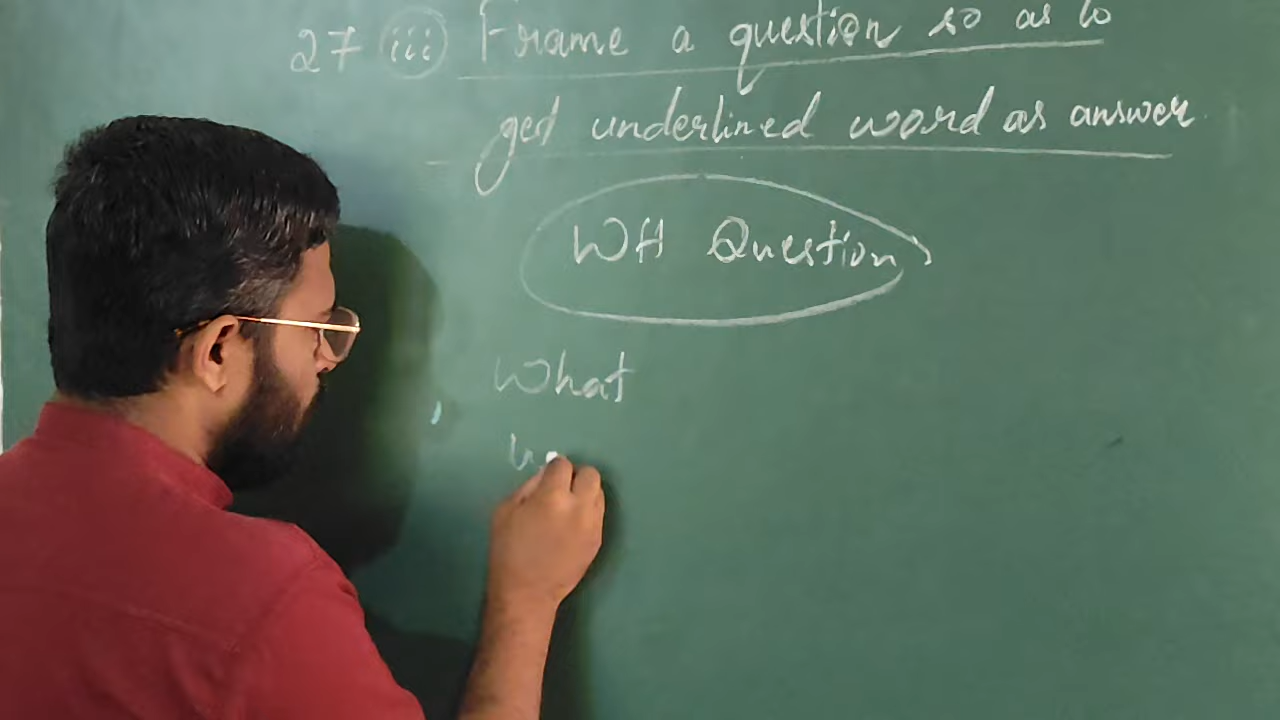 27 iii Frame a question so as to
get underlined word as answer
WH Question
What